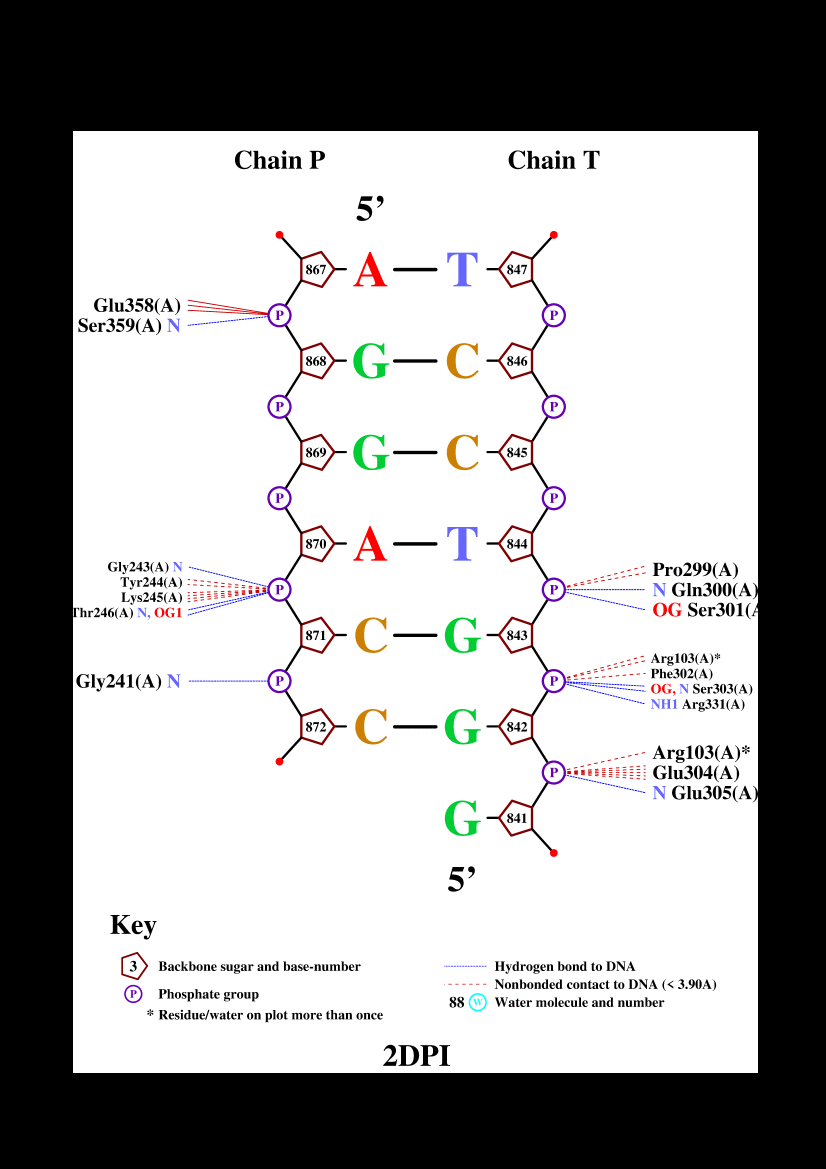 Chain P Chain T
5’
867 A T 847
Glu358(A) P P
Ser359(A) N
868 G C 846
P P
869 G C 845
P P
870 A T 844
Gly243(A) N
Tyr244(A) Pro299(A)
P P N Gln300(A)
Lys245(A)
Thr246(A) N, OG1 OG Ser301(A
871 C G 843
Arg103(A)*
Phe302(A)
Gly241(A) N P P
OG, N Ser303(A)
NH1 Arg331(A)
872 C G 842
Arg103(A)*
P Glu304(A)
N Glu305(A)
G 841
5’
Key
3 Backbone sugar and base-number Hydrogen bond to DNA
Nonbonded contact to DNA (< 3.90A)
P Phosphate group
88 W Water molecule and number
* Residue/water on plot more than once
2DPI